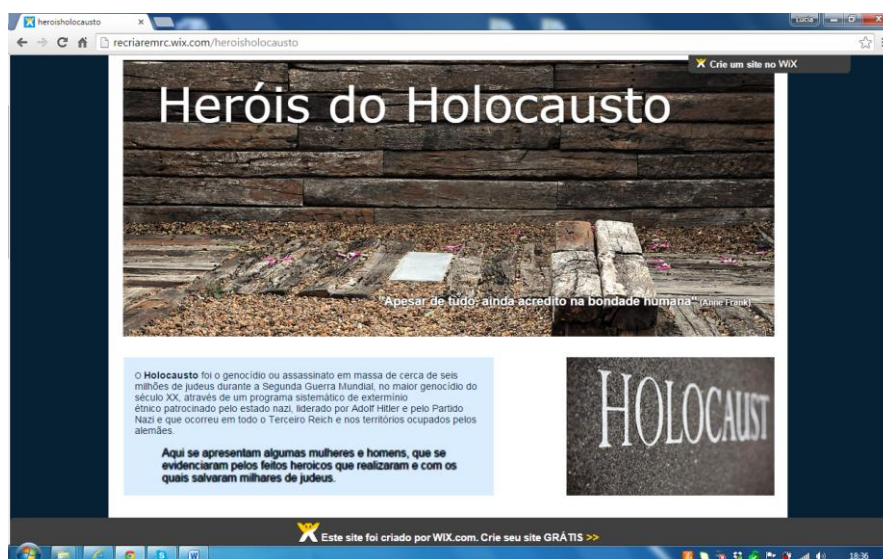 heroisholocausto
Lúcia
recriaremrc.wix.com/heroisholocausto
Crie um site no WiX
Heróis do Holocausto
"Apesar de tudo, ainda acredito na bondade humana" (Anne Frank)
O Holocausto foi o genocídio ou assassinato em massa de cerca de seis
milhões de judeus durante a Segunda Guerra Mundial, no maior genocídio do
século XX, através de um programa sistemático de extermínio
étnico patrocinado pelo estado nazi, liderado por Adolf Hitler e pelo Partido
Nazi e que ocorreu em todo o Terceiro Reich e nos territórios ocupados pelos
alemães.
Aqui se apresentam algumas mulheres e homens, que se
evidenciaram pelos feitos heroicos que realizaram e com os
quais salvaram milhares de judeus.
HOLOCAUST
Este site foi criado por WIX.com. Crie seu site GRÁTIS >>
18:36